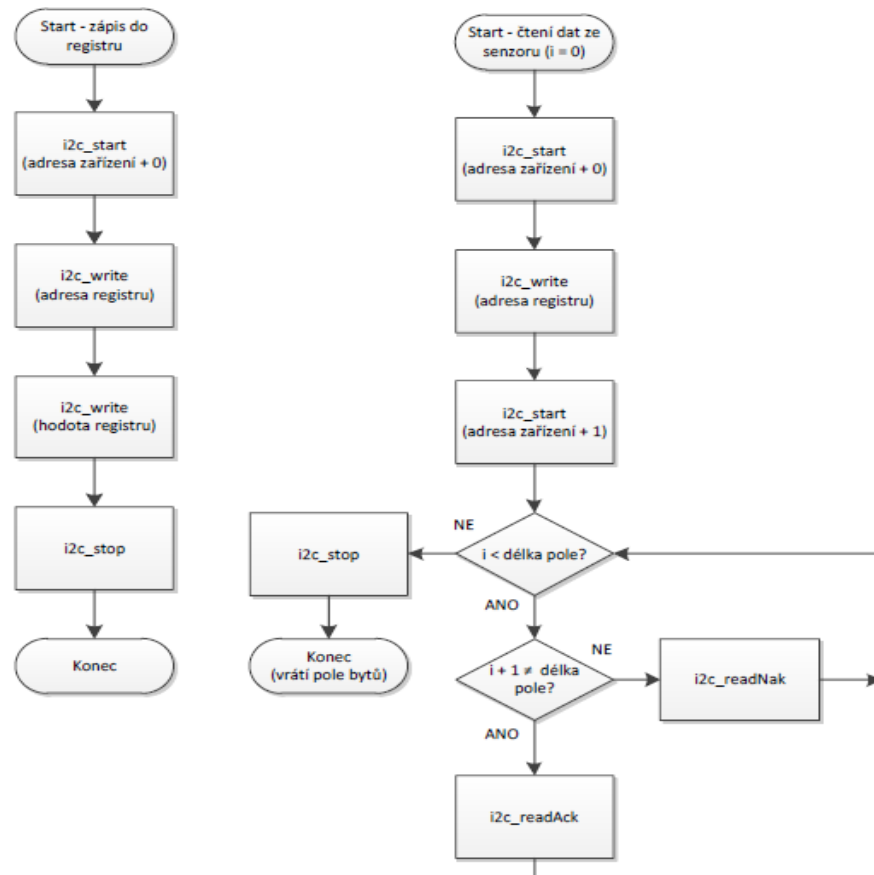 Start - zápis do
registru
i2c_start
(adresa zařízení + 0)
i2c_write
(adresa registru)
i2c_write
(hodota registru)
i2c_stop
Konec
Start - čtení dat ze
senzoru (i = 0)
i2c_start
(adresa zařízení + 0)
i2c_write
(adresa registru)
i2c_start
(adresa zařízení + 1)
i < délka pole?
NE
i2c_stop
Konec
(vrátí pole bytů)
ANO
i + 1 ≠ délka
pole?
NE
i2c_readNak
ANO
i2c_readAck